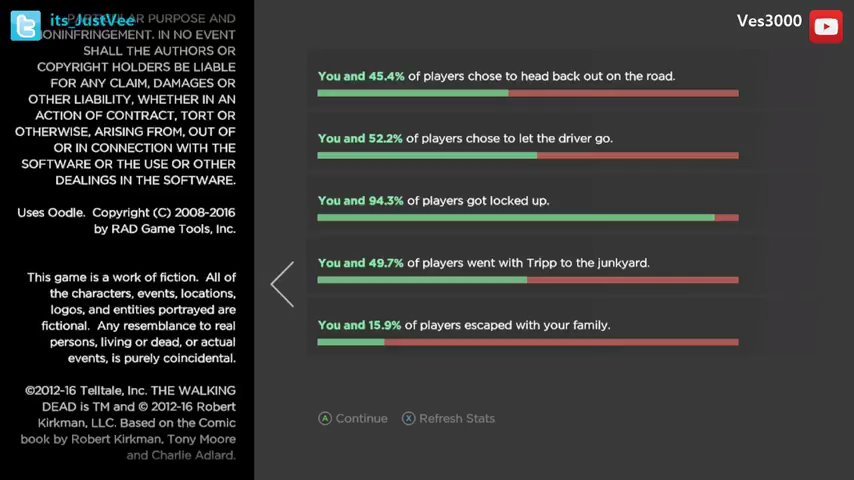 its_JustVee
Ves3000
PARTICULAR PURPOSE AND
NONINFRINGEMENT. IN NO EVENT
SHALL THE AUTHORS OR
COPYRIGHT HOLDERS BE LIABLE
FOR ANY CLAIM, DAMAGES OR
OTHER LIABILITY, WHETHER IN AN
ACTION OF CONTRACT, TORT OR
OTHERWISE, ARISING FROM, OUT OF
OR IN CONNECTION WITH THE
SOFTWARE OR THE USE OR OTHER
DEALINGS IN THE SOFTWARE.
Uses Oodle. Copyright (C) 2008-2016
by RAD Game Tools, Inc.
This game is a work of fiction. All of
the characters, events, locations,
logos, and entities portrayed are
fictional. Any resemblance to real
persons, living or dead, or actual
events, is purely coincidental.
©2012-16 Telltale, Inc. THE WALKING
DEAD is TM and © 2012-16 Robert
Kirkman, LLC. Based on the Comic
book by Robert Kirkman, Tony Moore
and Charlie Adlard.
You and 45.4% of players chose to head back out on the road.
You and 52.2% of players chose to let the driver go.
You and 94.3% of players got locked up.
You and 49.7% of players went with Tripp to the junkyard.
You and 15.9% of players escaped with your family.
A Continue X Refresh Stats